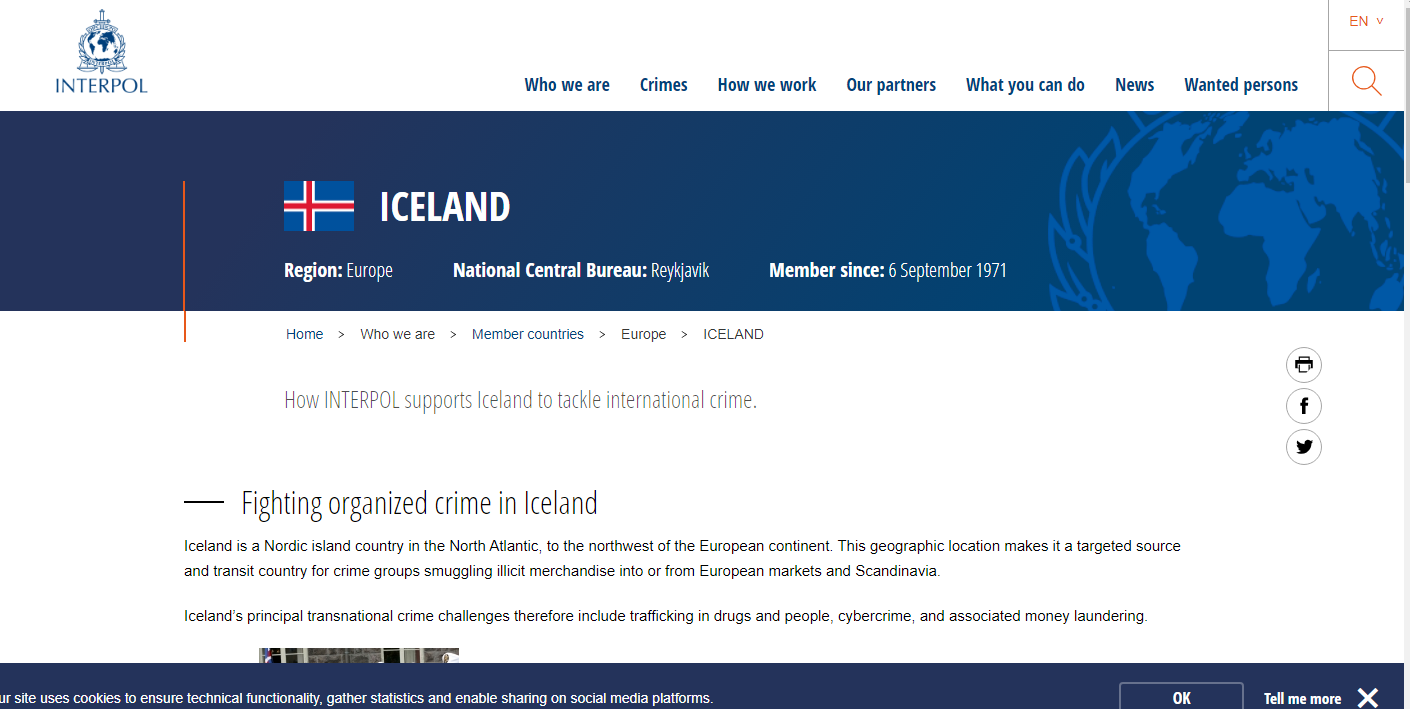 INTERPOL
EN
Who we are
Crimes
How we work
Our partners
What you can do
News
Wanted persons
ICELAND
Region: Europe
National Central Bureau: Reykjavik
Member since: 6 September 1971
Home > Who we are > Member countries > Europe > ICELAND
How INTERPOL supports Iceland to tackle international crime.
Fighting organized crime in Iceland
Iceland is a Nordic island country in the North Atlantic, to the northwest of the European continent. This geographic location makes it a targeted source
and transit country for crime groups smuggling illicit merchandise into or from European markets and Scandinavia.
Iceland’s principal transnational crime challenges therefore include trafficking in drugs and people, cybercrime, and associated money laundering.
ur site uses cookies to ensure technical functionality, gather statistics and enable sharing on social media platforms.
OK
Tell me more